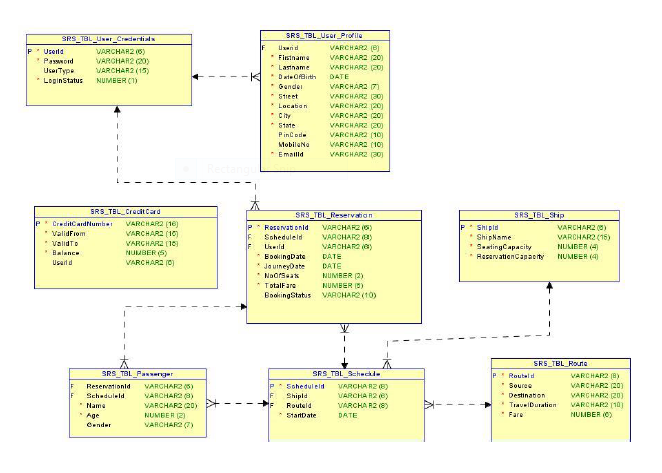 SRS_TBL_User_Credentials
P * UserId VARCHAR2 (6)
* Password VARCHAR2 (20)
UserType VARCHAR2 (15)
* LoginStatus NUMBER (1)
SRS_TBL_User_Profile
F Userid VARCHAR2 (6)
* Firstname VARCHAR2 (20)
* Lastname VARCHAR2 (20)
* DateOfBirth DATE
* Gender VARCHAR2 (7)
* Street VARCHAR2 (30)
* Location VARCHAR2 (20)
* City VARCHAR2 (20)
* State VARCHAR2 (20)
PinCode VARCHAR2 (10)
MobileNo VARCHAR2 (10)
* EmailId VARCHAR2 (30)
SRS_TBL_CreditCard
P * CreditCardNumber VARCHAR2 (16)
* ValidFrom VARCHAR2 (15)
* ValidTo VARCHAR2 (15)
* Balance NUMBER (5)
UserId VARCHAR2 (6)
SRS_TBL_Reservation
P * ReservationId VARCHAR2 (6)
F ScheduleId VARCHAR2 (8)
F UserId VARCHAR2 (6)
* BookingDate DATE
* JourneyDate DATE
* NoOfSeats NUMBER (2)
* TotalFare NUMBER (5)
BookingStatus VARCHAR2 (10)
SRS_TBL_Ship
P * ShipId VARCHAR2 (6)
* ShipName VARCHAR2 (15)
* SeatingCapacity NUMBER (4)
* ReservationCapacity NUMBER (4)
SRS_TBL_Passenger
F ReservationId VARCHAR2 (6)
F ScheduleId VARCHAR2 (8)
* Name VARCHAR2 (20)
* Age NUMBER (2)
Gender VARCHAR2 (7)
SRS_TBL_Schedule
P * ScheduleId VARCHAR2 (8)
F ShipId VARCHAR2 (6)
F RouteId VARCHAR2 (8)
* StartDate DATE
SRS_TBL_Route
P * RouteId VARCHAR2 (8)
* Source VARCHAR2 (20)
* Destination VARCHAR2 (20)
* TravelDuration VARCHAR2 (10)
* Fare NUMBER (6)